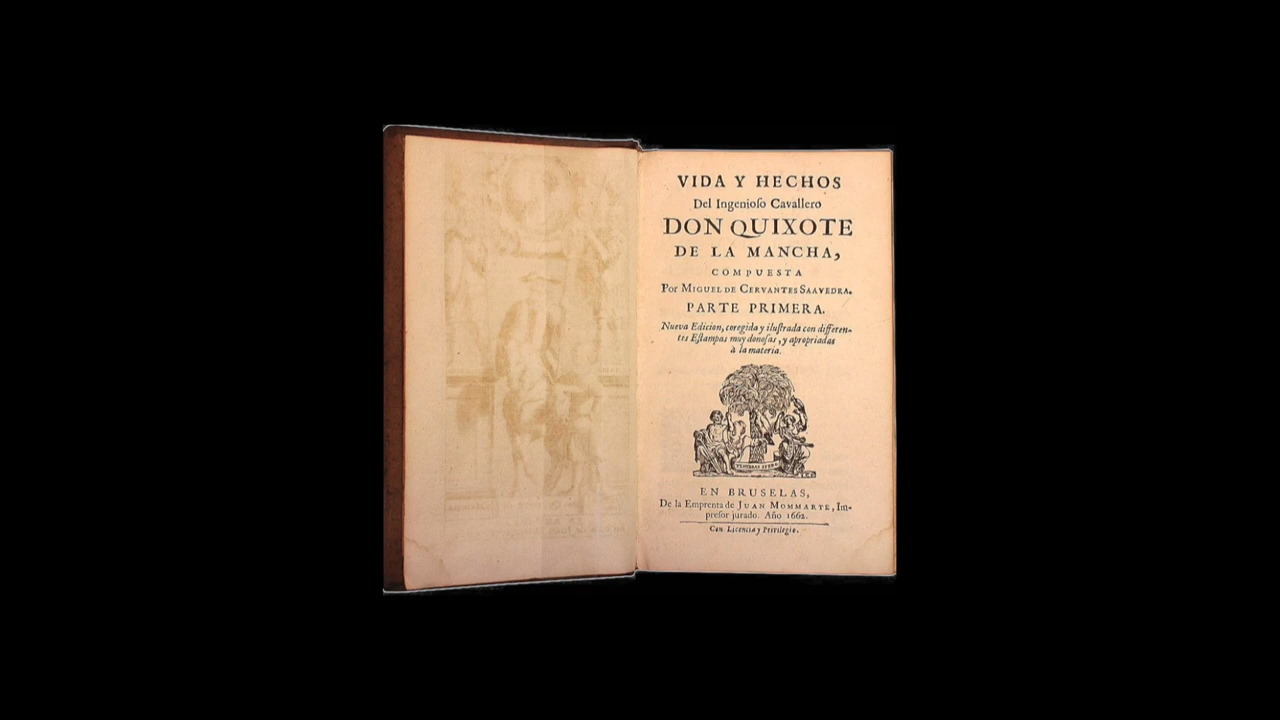 VIDA Y HECHOS
Del Ingenioſo Cavallero
DON QUIXOTE
DE LA MANCHA,
COMPUESTA
Por MIGUEL DE CERVANTES SAAVEDRA.
PARTE PRIMERA.
Nueva Edicion, coregida y iluſtrada con differen-
tes Eſtampas muy donoſas, y apropriadas
à la materia.
EN BRUSELAS,
De la Emprenta de JUAN MOMMARTE, Im-
preſor jurado. Año 1662.
Con Licencia y Privilegio.